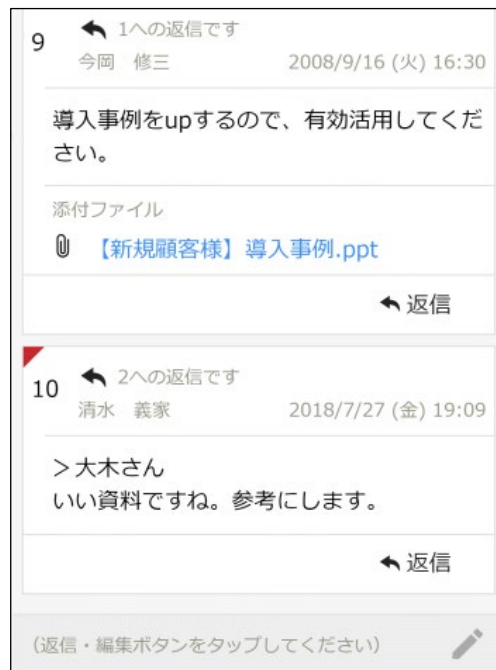 9
1への返信です
今岡　修三
2008/9/16 (火) 16:30
導入事例をupするので、有効活用してくだ
さい。
添付ファイル
【新規顧客様】導入事例.ppt
返信
10
2への返信です
清水　義家
2018/7/27 (金) 19:09
＞大木さん
いい資料ですね。参考にします。
返信
（返信・編集ボタンをタップしてください）